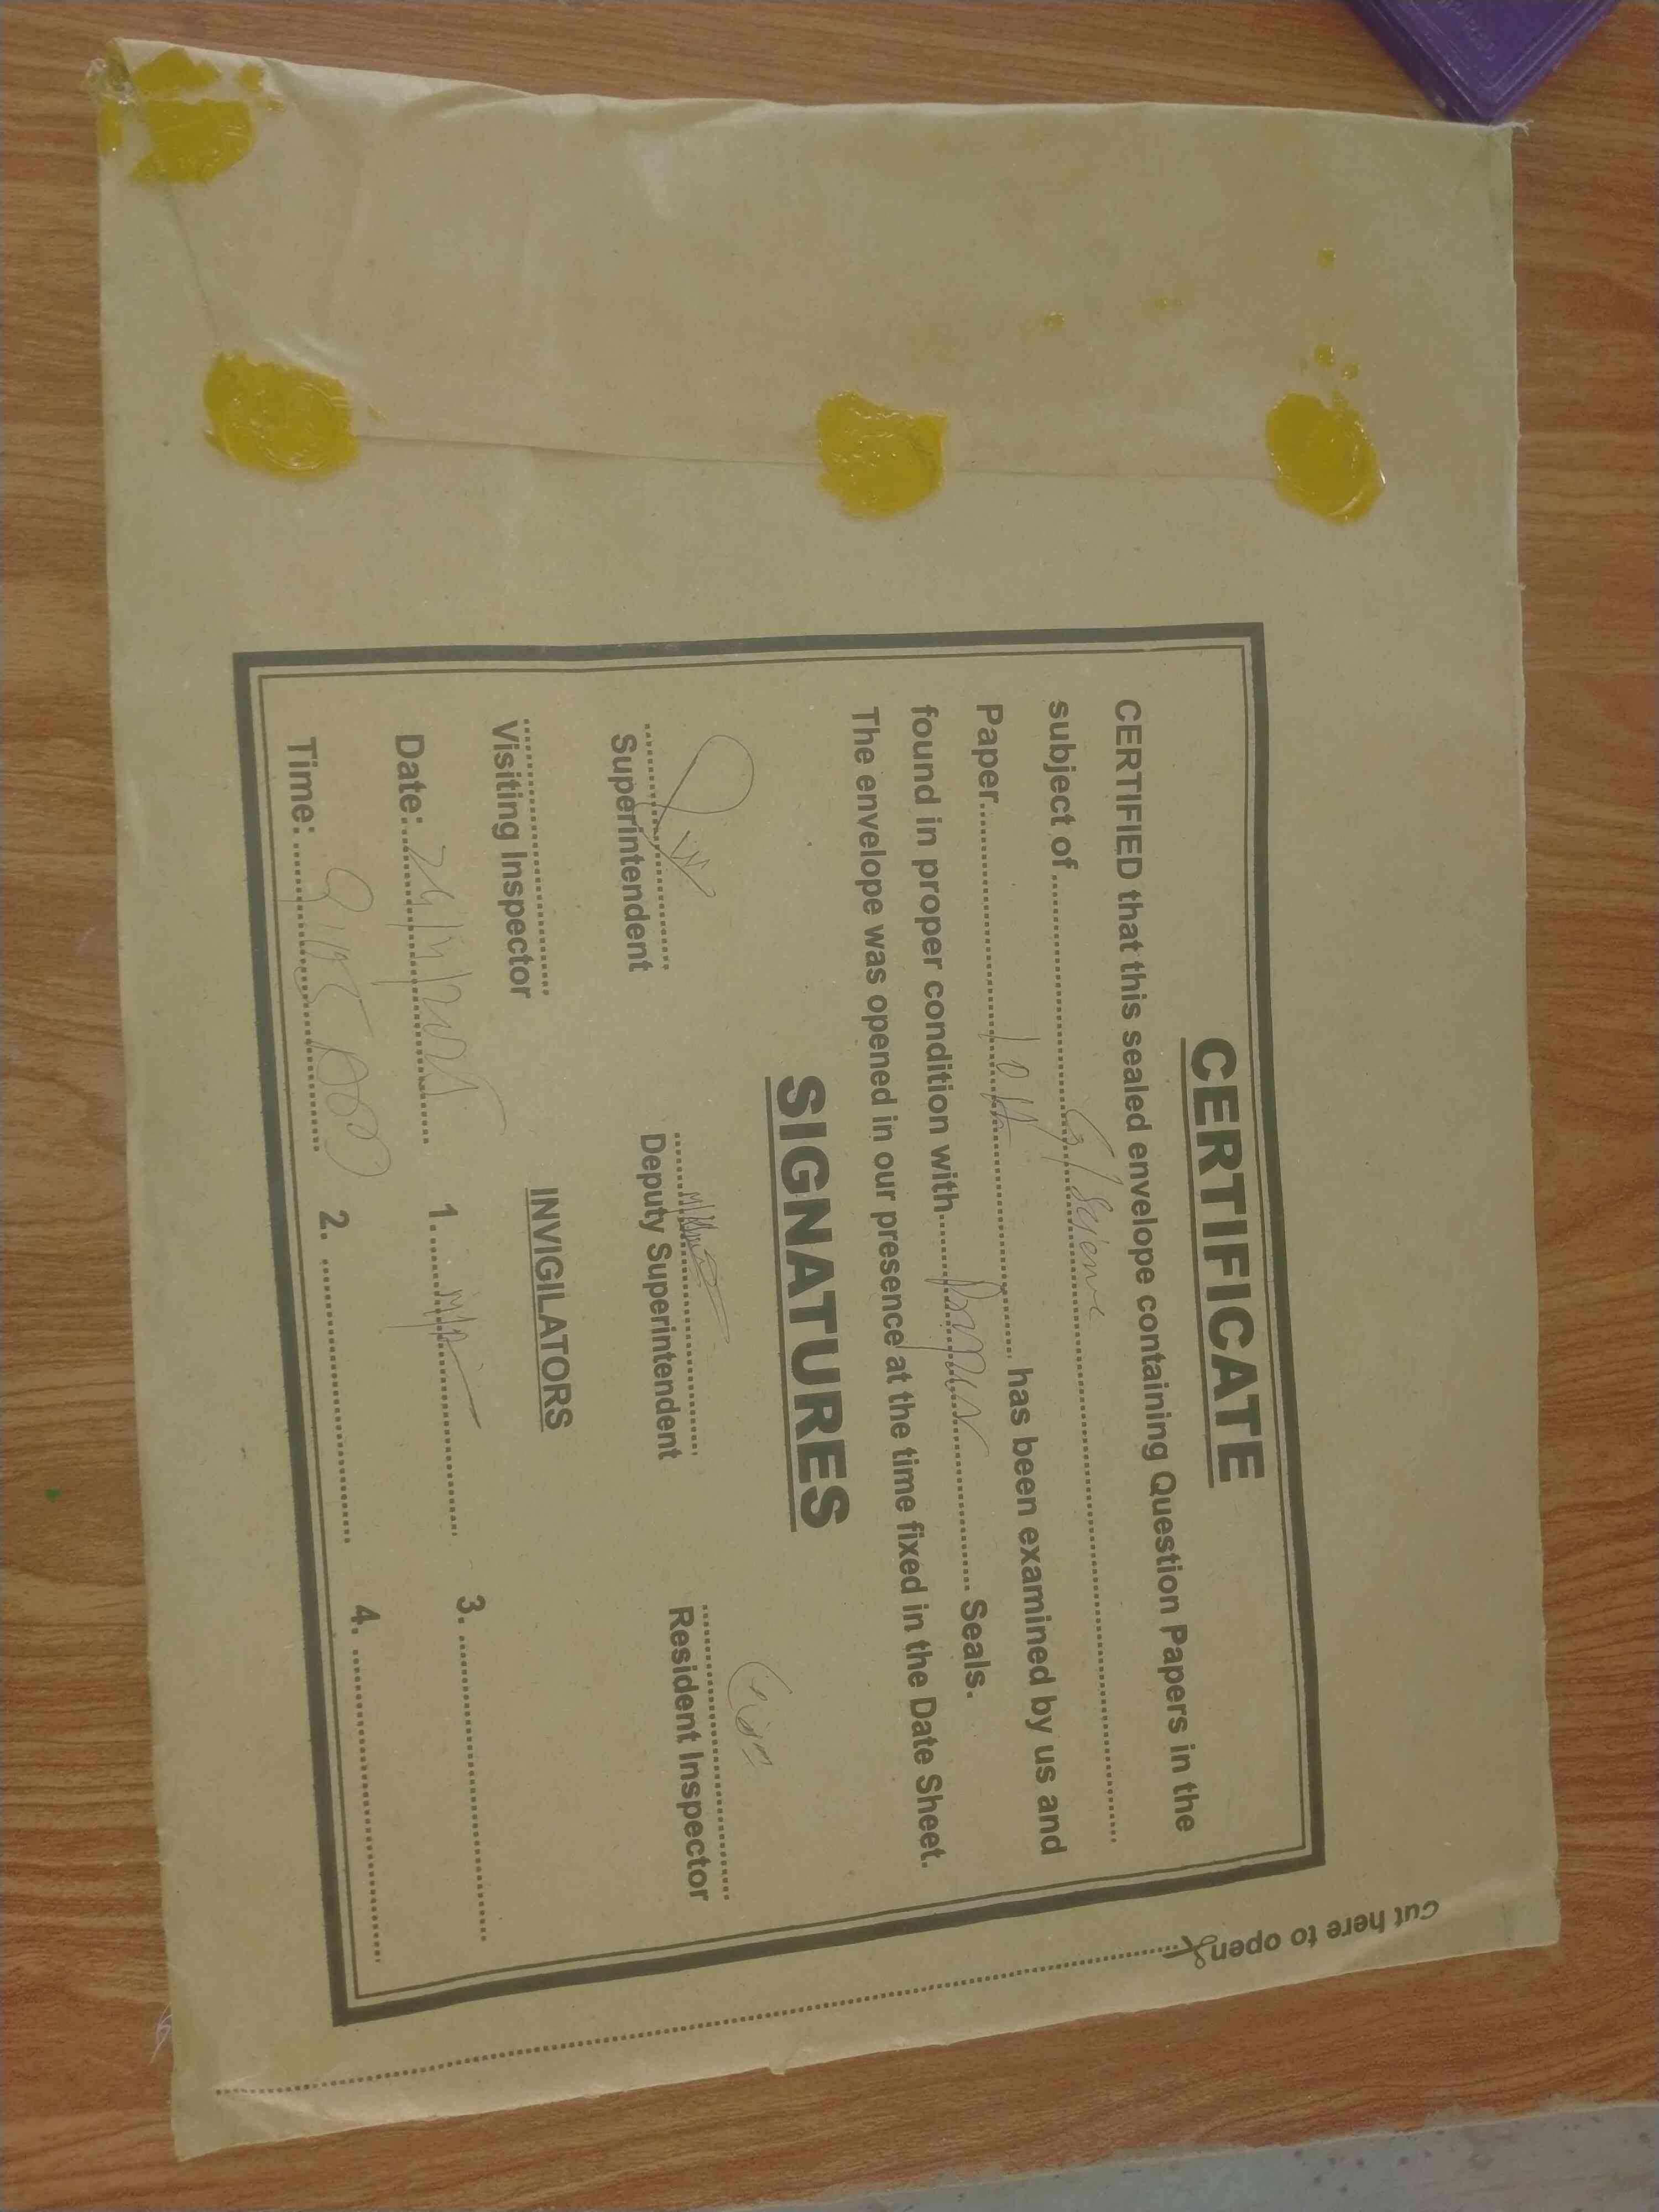 CERTIFICATE
CERTIFIED that this sealed envelope containing Question Papers in the
subject of .................... G/Science ....................
Paper.................... 10th .................... has been examined by us and
found in proper condition with.................... Seals.
The envelope was opened in our presence at the time fixed in the Date Sheet.
SIGNATURES
Superintendent Deputy Superintendent Resident Inspector
Visiting Inspector INVIGILATORS
Date: .................... 1. .................... 3. ....................
Time: .................... 2. .................... 4. ....................
Cut here to open